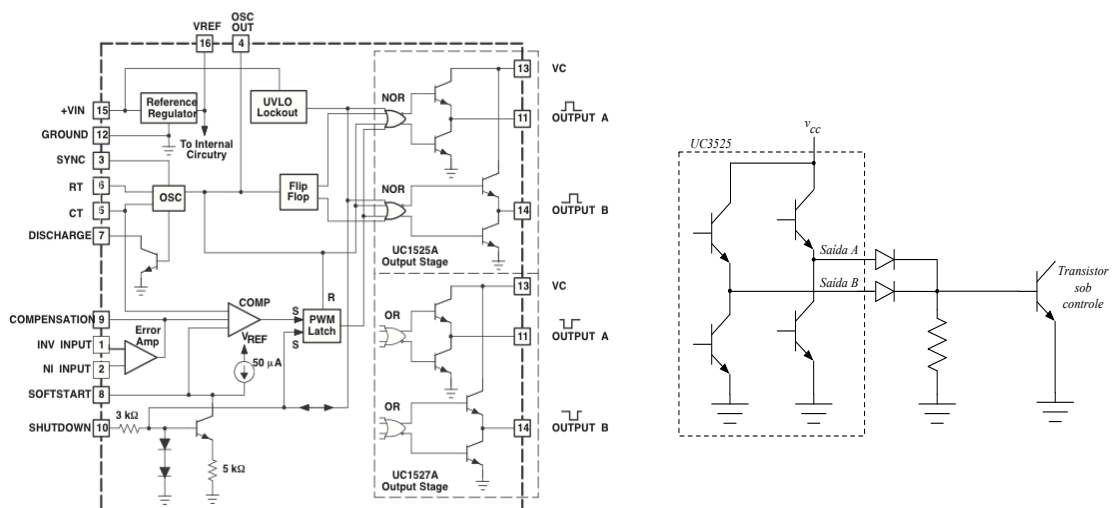 VREF
OSC
OUT
16
4
13
VC
NOR
+VIN
15
Reference
Regulator
UVLO
Lockout
11
OUTPUT A
GROUND
12
To Internal
Circutry
SYNC
3
RT
6
OSC
Flip
Flop
NOR
CT
5
14
OUTPUT B
DISCHARGE
7
UC1525A
Output Stage
13
VC
R
COMPENSATION
9
COMP
S
S
PWM
Latch
OR
Error
Amp
VREF
11
OUTPUT A
INV INPUT
1
NI INPUT
2
50 µA
SOFTSTART
8
OR
3 kΩ
SHUTDOWN
10
14
OUTPUT B
5 kΩ
UC1527A
Output Stage
vcc
UC3525
Saída A
Saída B
Transistor
sob
controle